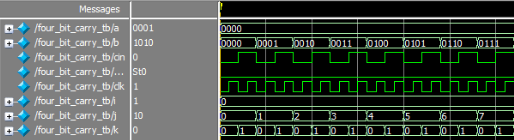 Messages
/four_bit_carry_tb/a 0001 0000
/four_bit_carry_tb/b 1010 0000 0001 0010 0011 0100 0101 0110 0111
/four_bit_carry_tb/cin 0
/four_bit_carry_tb/... St0
/four_bit_carry_tb/clk 1
/four_bit_carry_tb/i 1 0
/four_bit_carry_tb/j 10 0 1 2 3 4 5 6 7
/four_bit_carry_tb/k 0 0 1 0 1 0 1 0 1 0 1 0 1 0 1 0 1